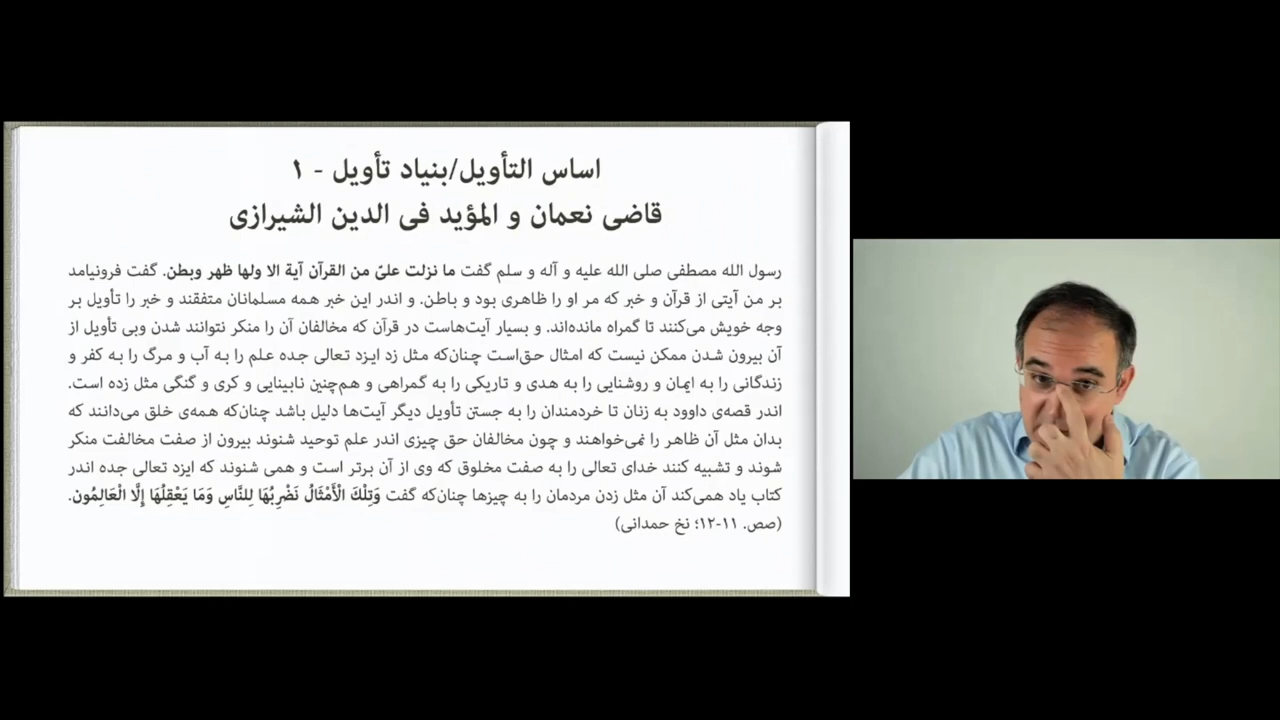 اساس التأویل/بنیاد تأویل - ۱
قاضی نعمان و المؤید فی الدین الشیرازی
رسول الله مصطفی صلی الله علیه و آله و سلم گفت ما نزلت علیّ من القرآن آیة الا ولها ظهر وبطن. گفت فرونیامد
بر من آیتی از قرآن و خبر که مر او را ظاهری بود و باطن. و اندر این خبر همه مسلمانان متفقند و خبر را تأویل بر
وجه خویش می‌کنند تا گمراه مانده‌اند. و بسیار آیت‌هاست در قرآن که مخالفان آن را منکر نتوانند شدن وبی تأویل از
آن بیرون شدن ممکن نیست که امثال حق‌است چنان‌که مثل زد ایزد تعالی جده علم را به آب و مرگ را به کفر و
زندگانی را به ایمان و روشنایی را به هدی و تاریکی را به گمراهی و هم‌چنین نابینایی و کری و گنگی مثل زده است.
اندر قصه‌ی داوود به زنان تا خردمندان را به جستن تأویل دیگر آیت‌ها دلیل باشد چنان‌که همه‌ی خلق می‌دانند که
بدان مثل آن ظاهر را نمی‌خواهند و چون مخالفان حق چیزی اندر علم توحید شنوند بیرون از صفت مخالفت منکر
شوند و تشبیه کنند خدای تعالی را به صفت مخلوق که وی از آن برتر است و همی شنوند که ایزد تعالی جده اندر
کتاب یاد همی‌کند آن مثل زدن مردمان را به چیزها چنان‌که گفت وَتِلْكَ الْأَمْثَالُ نَضْرِبُهَا لِلنَّاسِ وَمَا یَعْقِلُهَا إِلَّا الْعَالِمُون.
(صص. ۱۱-۱۲؛ نخ حمدانی)